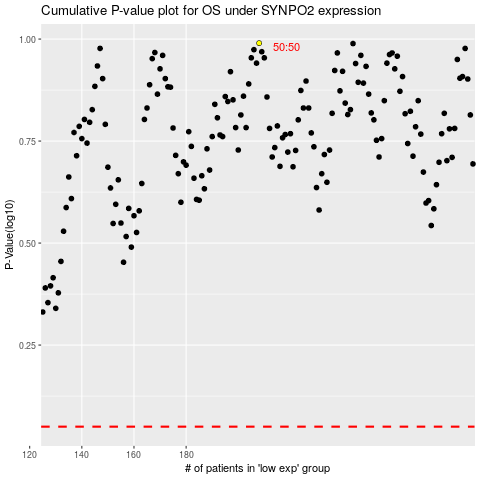 Cumulative P-value plot for OS under SYNPO2 expression
P-Value(log10)
1.00
0.75
0.50
0.25
50:50
120 140 160 180
# of patients in 'low exp' group